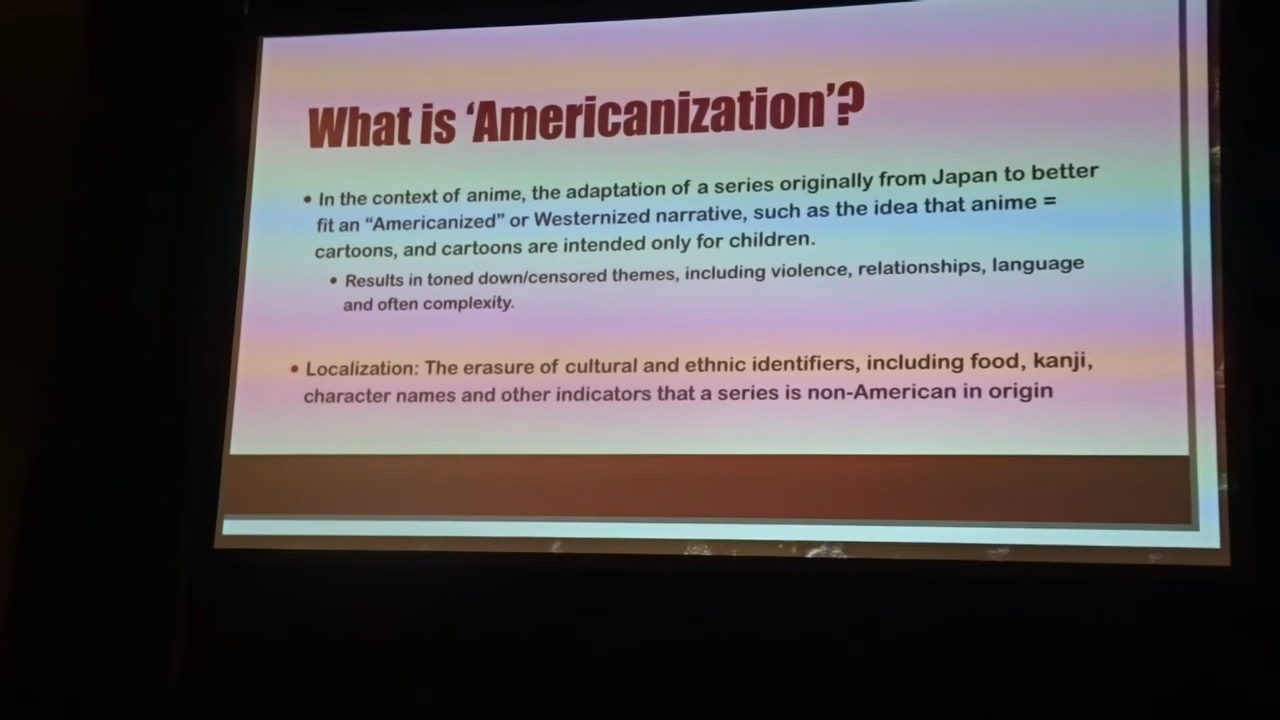 What is ‘Americanization’?
• In the context of anime, the adaptation of a series originally from Japan to better
fit an “Americanized” or Westernized narrative, such as the idea that anime =
cartoons, and cartoons are intended only for children.
• Results in toned down/censored themes, including violence, relationships, language
and often complexity.
• Localization: The erasure of cultural and ethnic identifiers, including food, kanji,
character names and other indicators that a series is non-American in origin